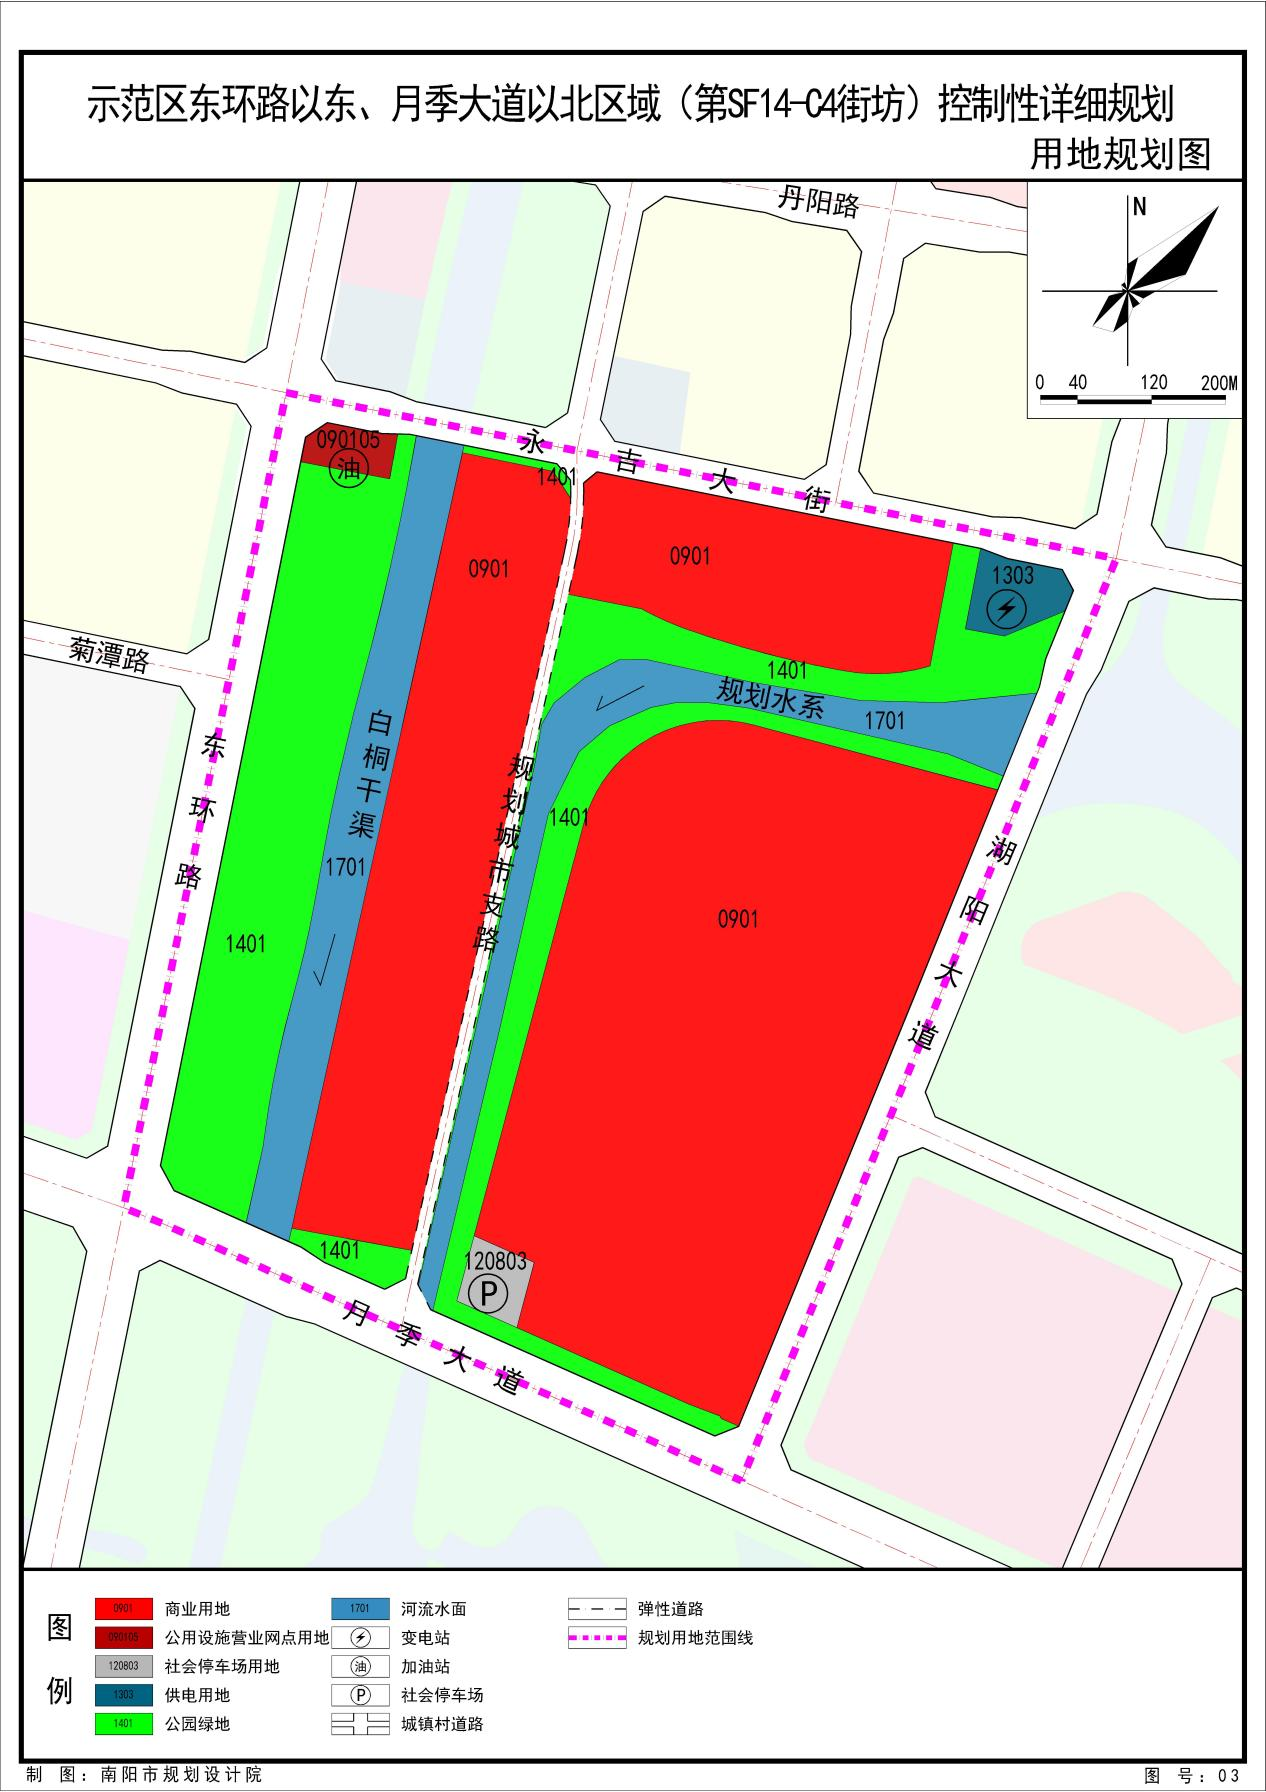 示范区东环路以东、月季大道以北区域（第SF14-C4街坊）控制性详细规划
用地规划图
丹阳路
N
0 40 120 200M
永吉大街
090105
油
1401
0901
0901
1303
菊潭路
1401
规划水系
1701
东环路
白桐干渠
规划城市支路
1401
1701
湖阳大道
0901
1401
1401
120803
P
月季大道
图例
0901 商业用地
090105 公用设施营业网点用地
120803 社会停车场用地
1303 供电用地
1401 公园绿地
1701 河流水面
变电站
油 加油站
P 社会停车场
城镇村道路
弹性道路
规划用地范围线
制 图：南阳市规划设计院
图 号：03